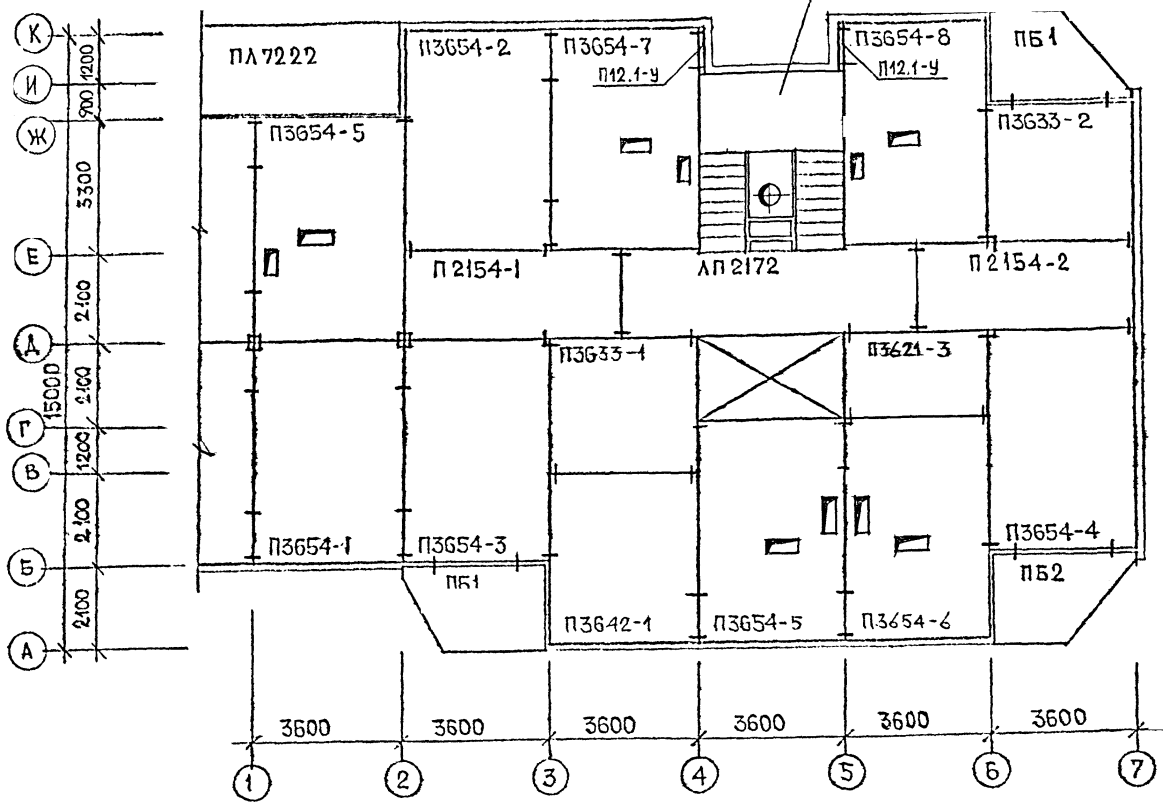 К
И
Ж
Е
Д
Г
В
Б
А
1200
900
3300
2100
2100
1200
2100
2100
15000
ПЛ7222
П3654-2
П3654-7
П12.1-У
П3654-8
П12.1-У
ПБ1
П3654-5
П3633-2
П2154-1
ЛП2172
П2154-2
П3633-1
П3621-3
П3654-1
П3654-3
ПБ1
П3642-1
П3654-5
П3654-6
П3654-4
ПБ2
3600
3600
3600
3600
3600
3600
1
2
3
4
5
6
7